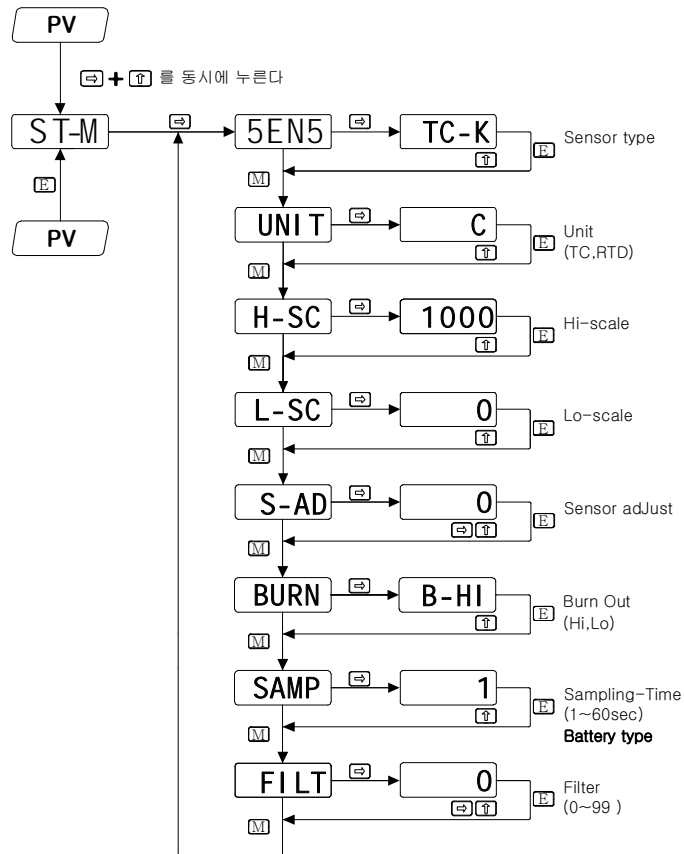 PV
⇨ + ⇧ 를 동시에 누른다
ST-M ⇨ 5EN5 ⇨ TC-K E Sensor type
⇧
E
M
PV
UNIT ⇨ C E Unit
(TC,RTD)
⇧
M
H-SC ⇨ 1000 E Hi-scale
⇧
M
L-SC ⇨ 0 E Lo-scale
⇧
M
S-AD ⇨ 0 E Sensor adJust
⇨ ⇧
M
BURN ⇨ B-HI E Burn Out
(Hi,Lo)
⇧
M
SAMP ⇨ 1 E Sampling-Time
(1~60sec)
⇧
Battery type
M
FILT ⇨ 0 E Filter
(0~99 )
⇨ ⇧
M